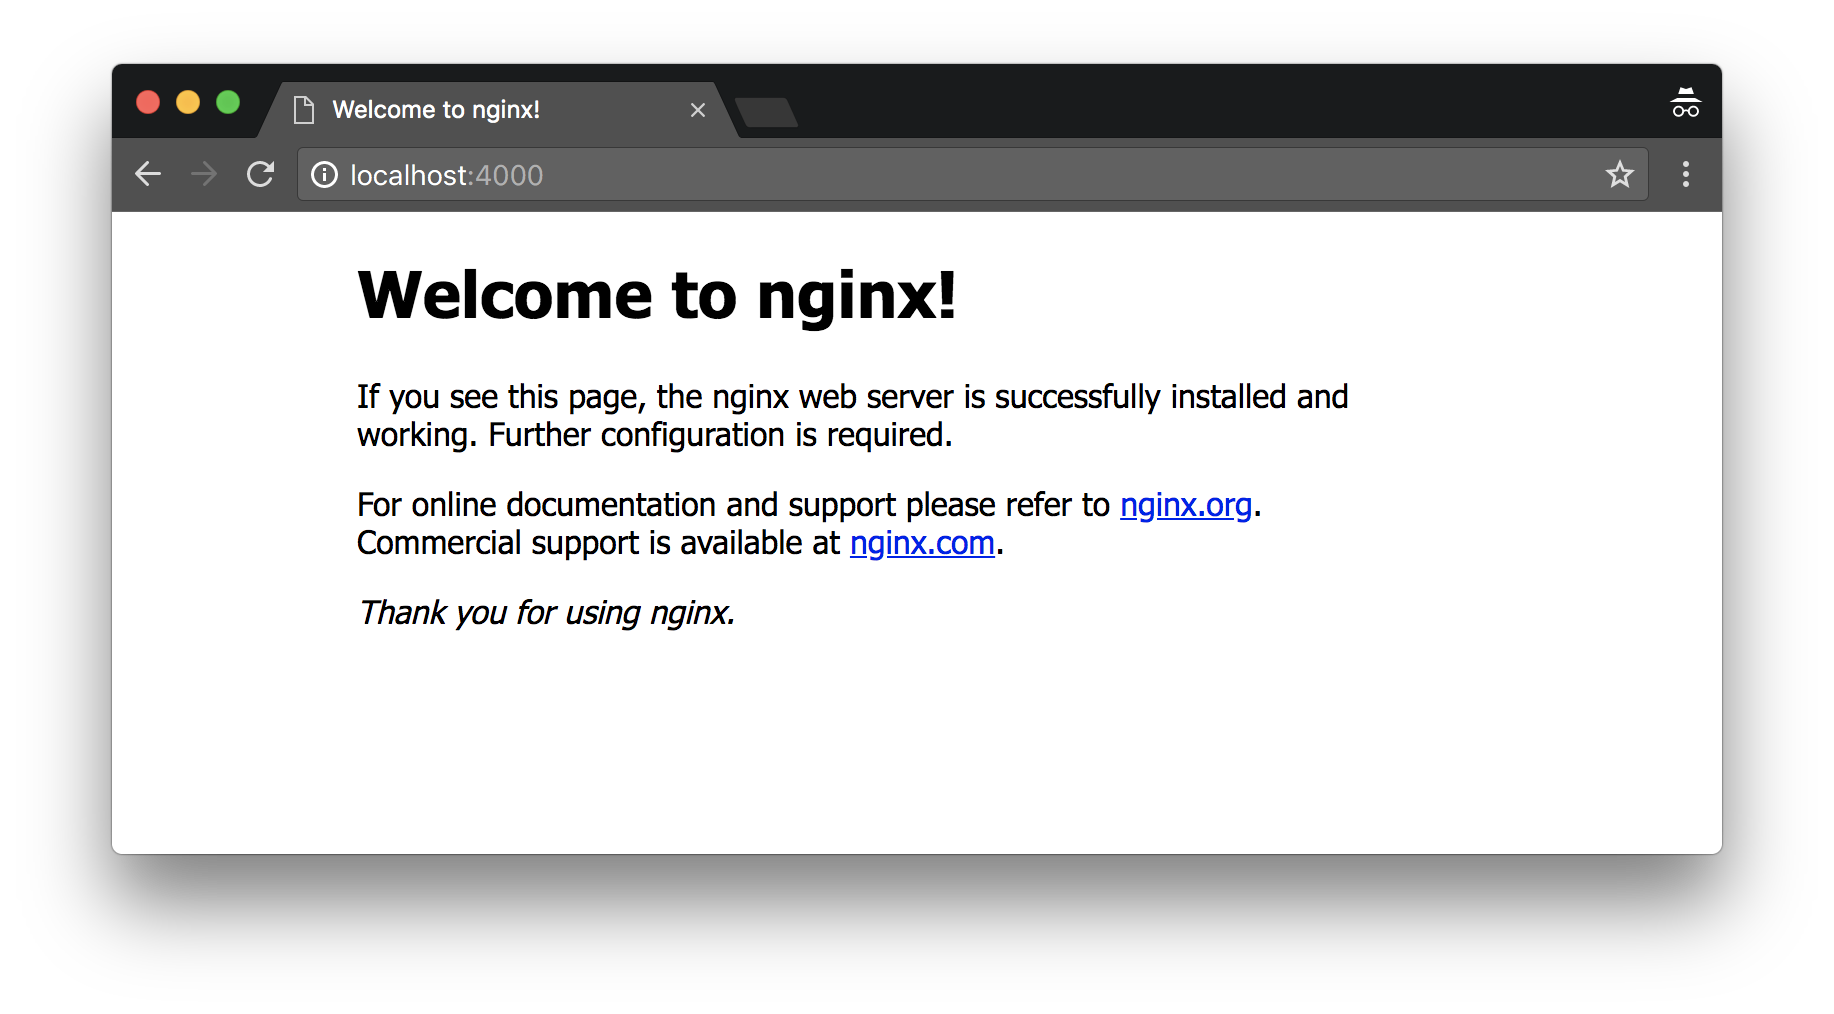 Welcome to nginx!
localhost:4000
Welcome to nginx!
If you see this page, the nginx web server is successfully installed and
working. Further configuration is required.
For online documentation and support please refer to nginx.org.
Commercial support is available at nginx.com.
Thank you for using nginx.